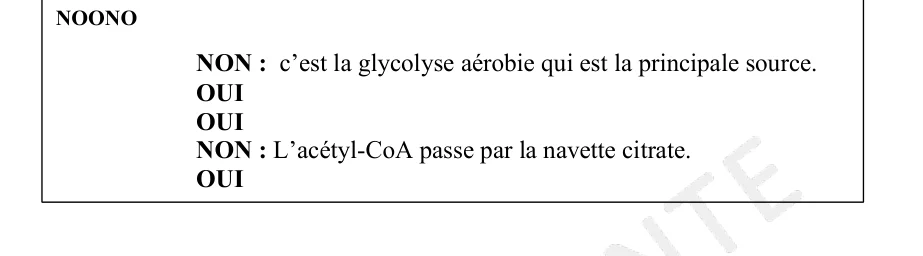 NOONO
NON : c’est la glycolyse aérobie qui est la principale source.
OUI
OUI
NON : L’acétyl-CoA passe par la navette citrate.
OUI
NTE